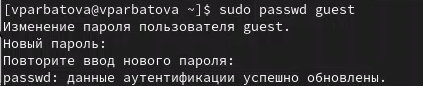 [vparbatova@vparbatova ~]$ sudo passwd guest
Изменение пароля пользователя guest.
Новый пароль:
Повторите ввод нового пароля:
passwd: данные аутентификации успешно обновлены.